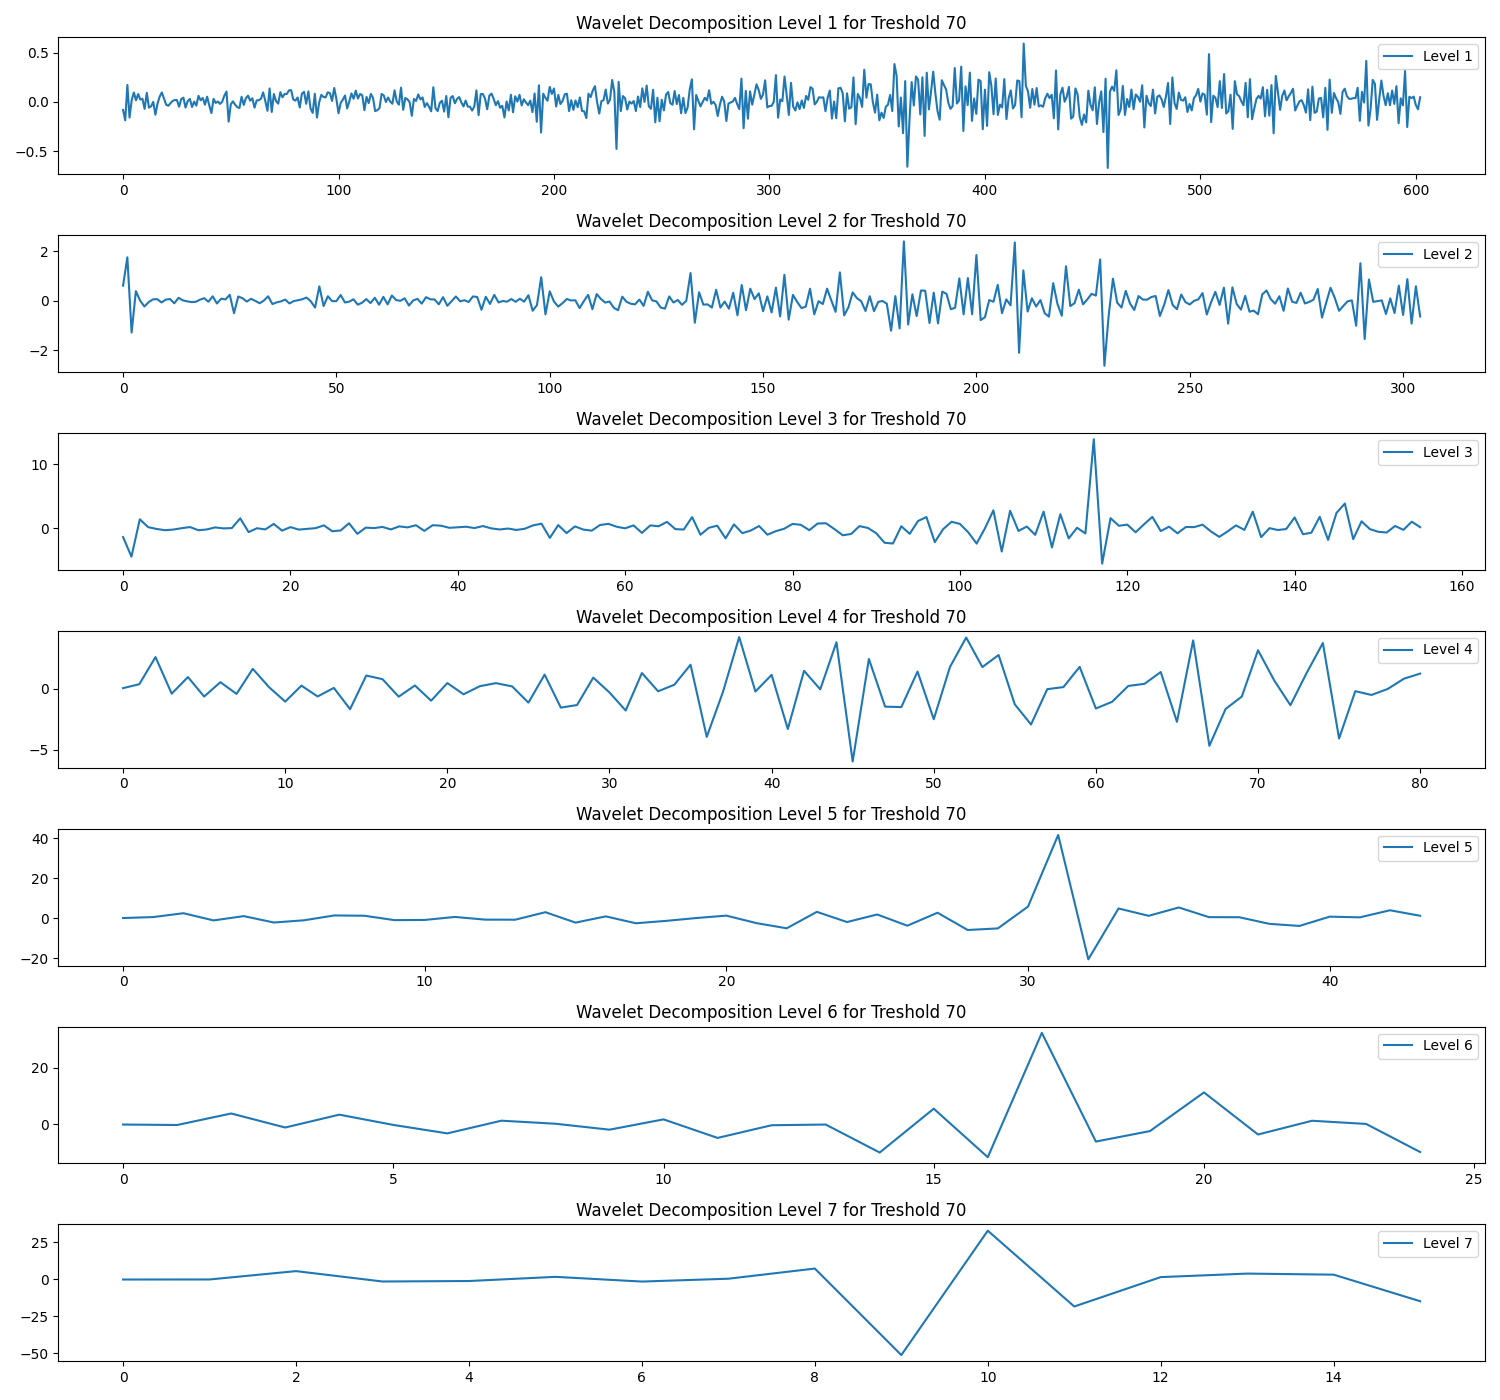 Wavelet Decomposition Level 1 for Treshold 70
0.5
0.0
−0.5
Level 1
0 100 200 300 400 500 600
Wavelet Decomposition Level 2 for Treshold 70
2
0
−2
Level 2
0 50 100 150 200 250 300
Wavelet Decomposition Level 3 for Treshold 70
10
0
Level 3
0 20 40 60 80 100 120 140 160
Wavelet Decomposition Level 4 for Treshold 70
0
−5
Level 4
0 10 20 30 40 50 60 70 80
Wavelet Decomposition Level 5 for Treshold 70
40
20
0
−20
Level 5
0 10 20 30 40
Wavelet Decomposition Level 6 for Treshold 70
20
0
Level 6
0 5 10 15 20 25
Wavelet Decomposition Level 7 for Treshold 70
25
0
−25
−50
Level 7
0 2 4 6 8 10 12 14